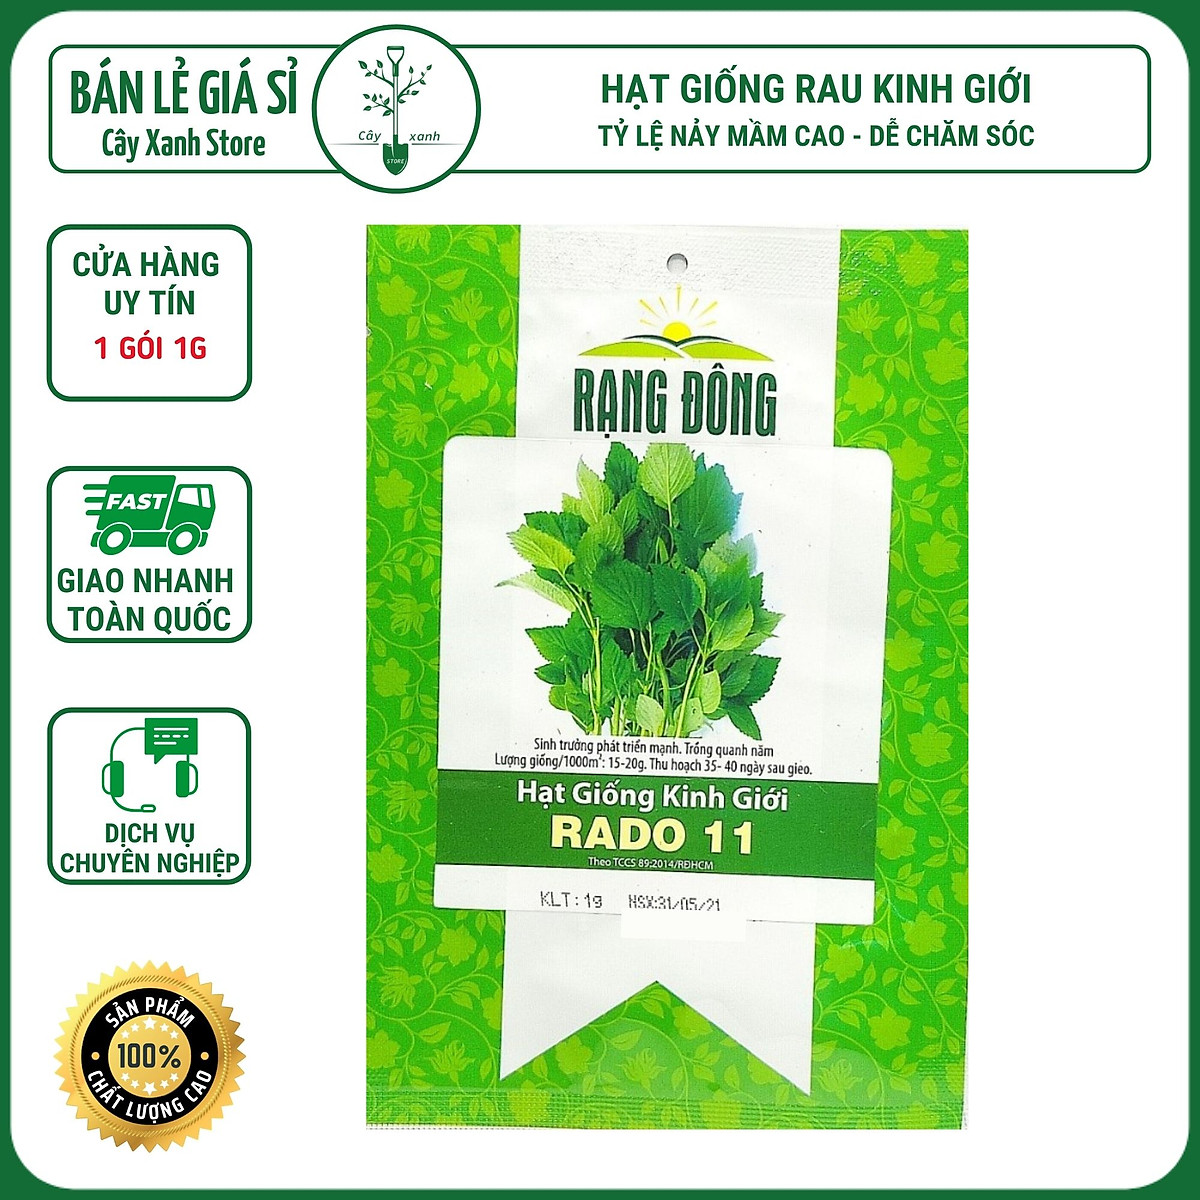 BÁN LẺ GIÁ SỈ
Cây Xanh Store
Cây xanh
STORE
HẠT GIỐNG RAU KINH GIỚI
TỶ LỆ NẢY MẦM CAO - DỄ CHĂM SÓC
CỬA HÀNG
UY TÍN
1 GÓI 1G
FAST
GIAO NHANH
TOÀN QUỐC
DỊCH VỤ
CHUYÊN NGHIỆP
SẢN PHẨM
100%
CHẤT LƯỢNG CAO
RẠNG ĐÔNG
Sinh trưởng phát triển mạnh. Trồng quanh năm
Lượng giống/1000m²: 15-20g. Thu hoạch 35- 40 ngày sau gieo.
Hạt Giống Kinh Giới
RADO 11
Theo TCCS 89:2014/RĐHCM
KLT: 1g NSX:31/05/21